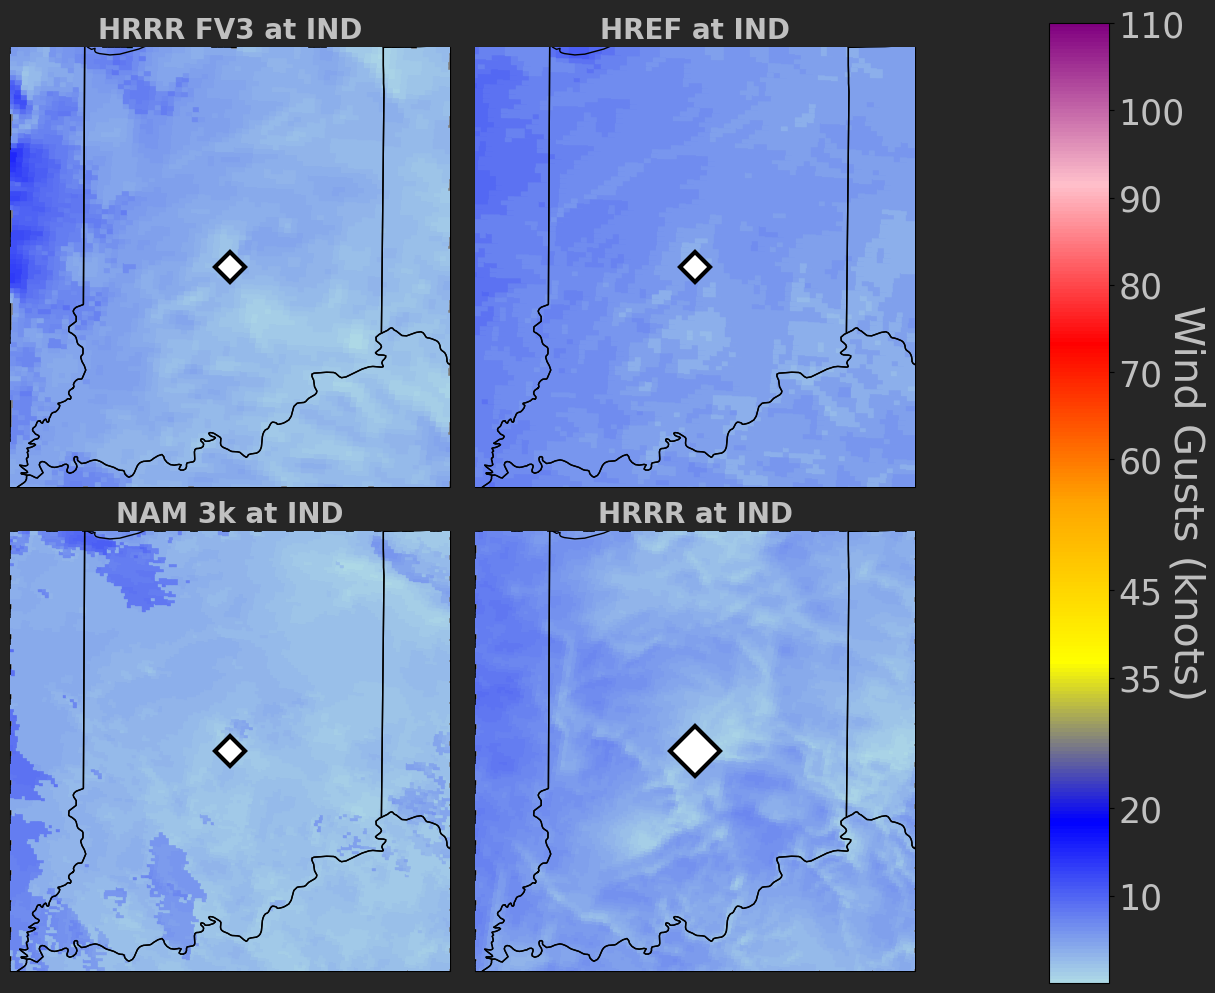 HRRR FV3 at IND
HREF at IND
NAM 3k at IND
HRRR at IND
110
100
90
80
70
60
45
35
20
10
Wind Gusts (knots)